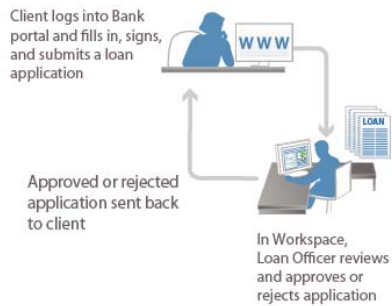 Client logs into Bank
portal and fills in, signs,
and submits a loan
application
WWW
LOAN
Approved or rejected
application sent back
to client
In Workspace,
Loan Officer reviews
and approves or
rejects application